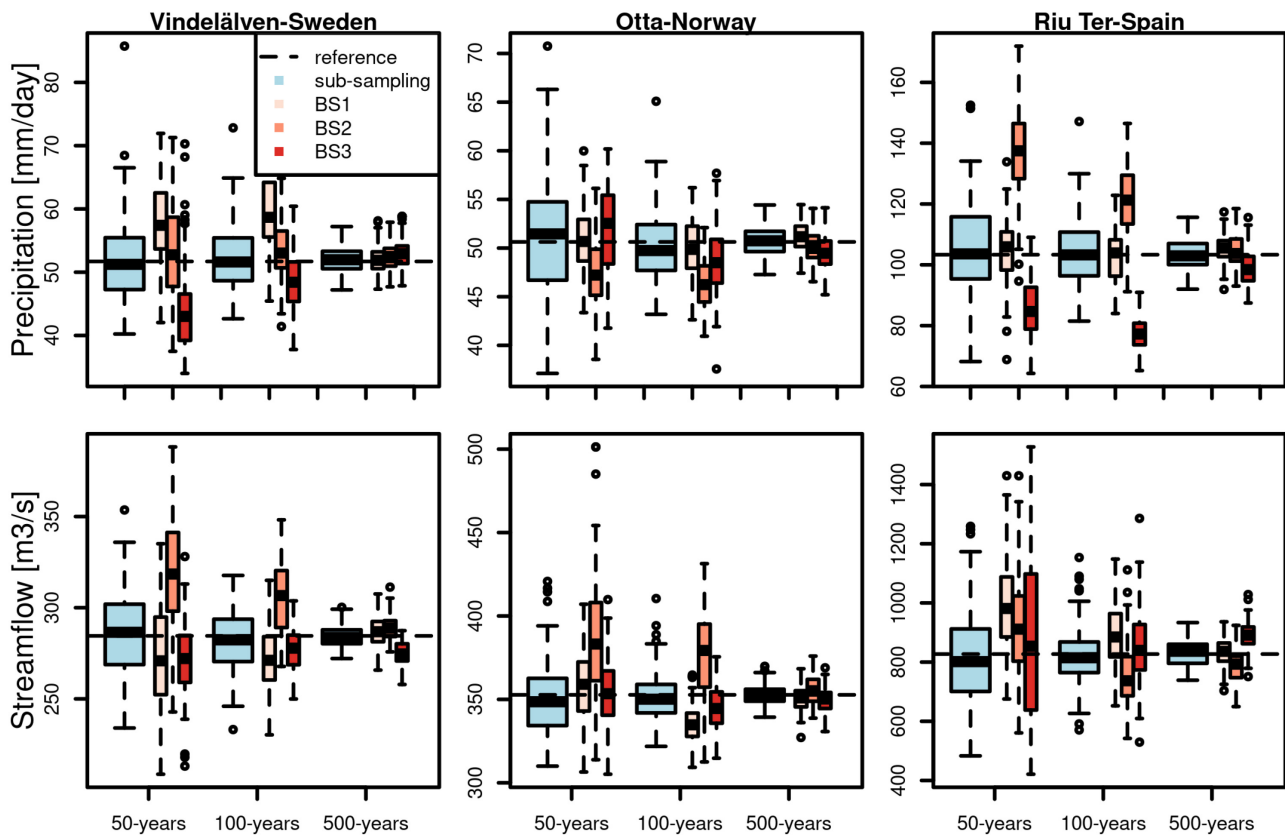 Vindelälven-Sweden
Otta-Norway
Riu Ter-Spain
Precipitation [mm/day]
80
70
60
50
40
reference
sub-sampling
BS1
BS2
BS3
70
65
60
55
50
45
40
160
140
120
100
80
60
Streamflow [m3/s]
350
300
250
500
450
400
350
300
1400
1200
1000
800
600
400
50-years 100-years 500-years
50-years 100-years 500-years
50-years 100-years 500-years